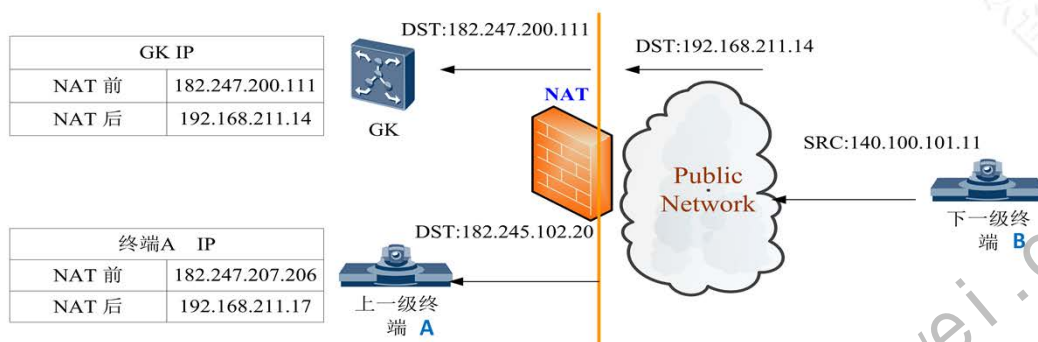 GK IP
NAT 前 182.247.200.111
NAT 后 192.168.211.14
DST:182.247.200.111
GK
NAT
DST:192.168.211.14
Public
Network
SRC:140.100.101.11
下一级终
端 B
终端A IP
NAT 前 182.247.207.206
NAT 后 192.168.211.17
DST:182.245.102.20
上一级终
端 A
wei.c